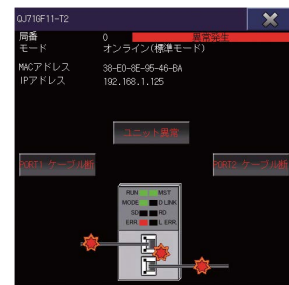 QJ71GF11-T2
局番 0 異常発生
モード オンライン(標準モード)
MACアドレス 38-E0-8E-95-46-BA
IPアドレス 192.168.1.125
ユニット異常
PORT1 ケーブル断 PORT2 ケーブル断
RUN MST
MODE D LINK
SD RD
ERR L ERR